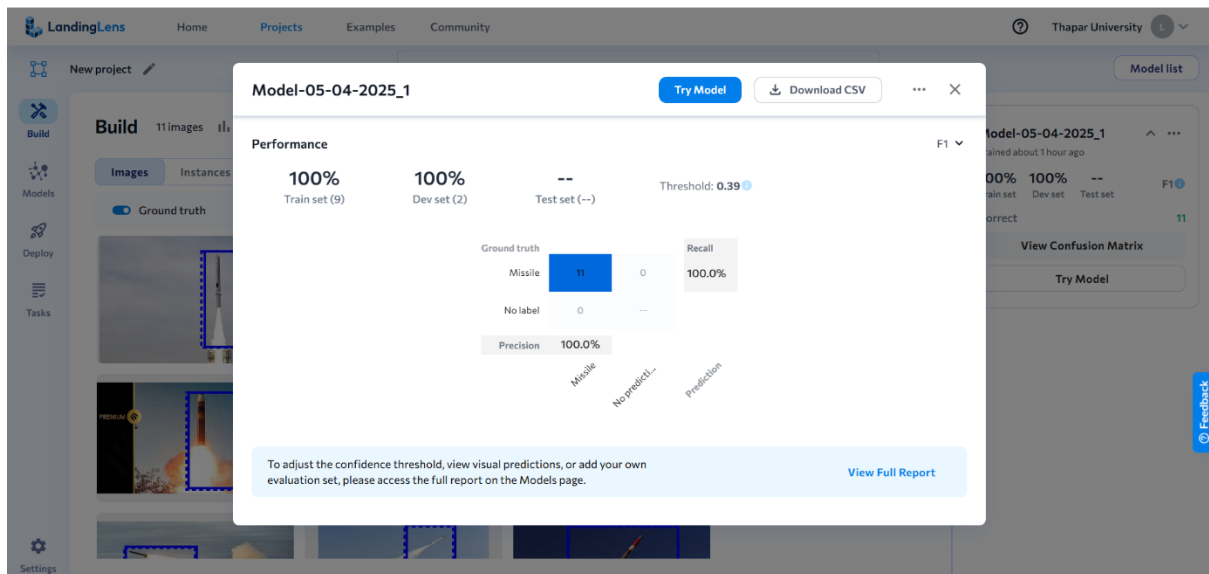 LandingLens Home Projects Examples Community Thapar University L
New project Model list
Build
Models
Deploy
Tasks
Settings
Build 11 images
Images Instances
Ground truth
PREMIUM
Model-05-04-2025_1 Try Model Download CSV
Performance F1
100% 100% -- Threshold: 0.39
Train set (9) Dev set (2) Test set (--)
Ground truth Recall
Missile 11 0 100.0%
No label 0 --
Precision 100.0%
Missile No predicti... Prediction
To adjust the confidence threshold, view visual predictions, or add your own
evaluation set, please access the full report on the Models page.
View Full Report
Model-05-04-2025_1
rained about 1 hour ago
00% 100% -- F1
rain set Dev set Test set
orrect 11
View Confusion Matrix
Try Model
Feedback